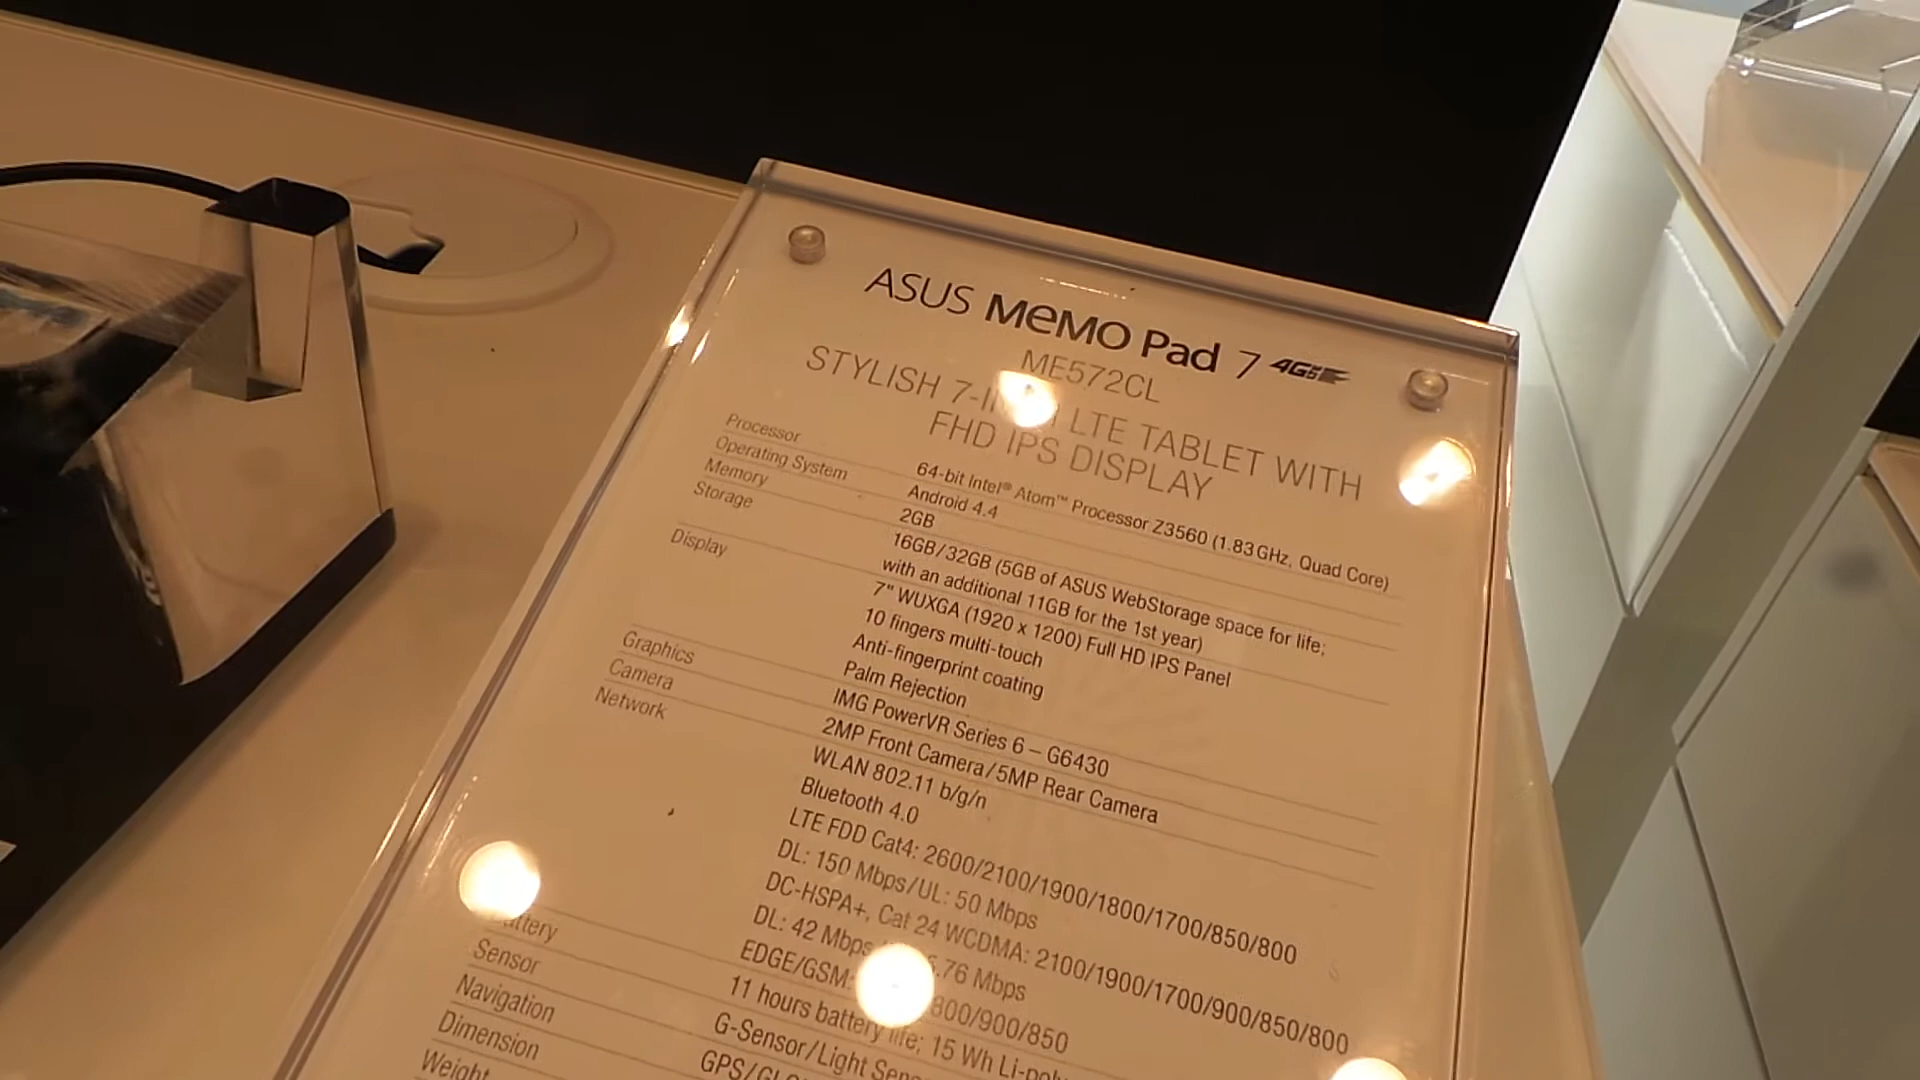 ASUS MeMO Pad 7 4G LTE
ME572CL
STYLISH 7- LTE TABLET WITH
FHD IPS DISPLAY
Processor 64-bit Intel® Atom™ Processor Z3560 (1.83GHz, Quad Core)
Operating System Android 4.4
Memory 2GB
Storage 16GB/32GB (5GB of ASUS WebStorage space for life;
with an additional 11GB for the 1st year)
Display 7" WUXGA (1920 x 1200) Full HD IPS Panel
10 fingers multi-touch
Anti-fingerprint coating
Palm Rejection
Graphics IMG PowerVR Series 6 – G6430
Camera 2MP Front Camera/5MP Rear Camera
Network WLAN 802.11 b/g/n
Bluetooth 4.0
LTE FDD Cat4: 2600/2100/1900/1800/1700/850/800
DL: 150 Mbps/UL: 50 Mbps
DC-HSPA+, Cat 24 WCDMA: 2100/1900/1700/900/850/800
DL: 42 Mbps 5.76 Mbps
EDGE/GSM: 800/900/850
Battery 11 hours battery life; 15 Wh Li-pol
Sensor G-Sensor/Light Sens
Navigation GPS/GLO
Dimension
Weight